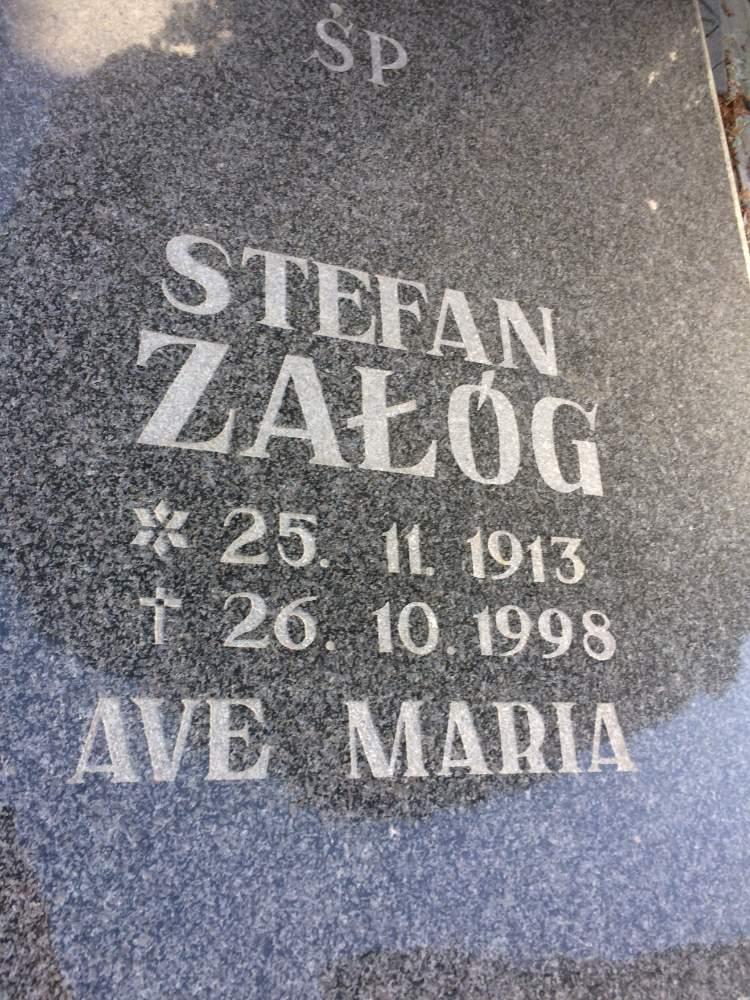 ŚP
STEFAN
ZAŁÓG
* 25. 11. 1913
† 26. 10. 1998
AVE MARIA